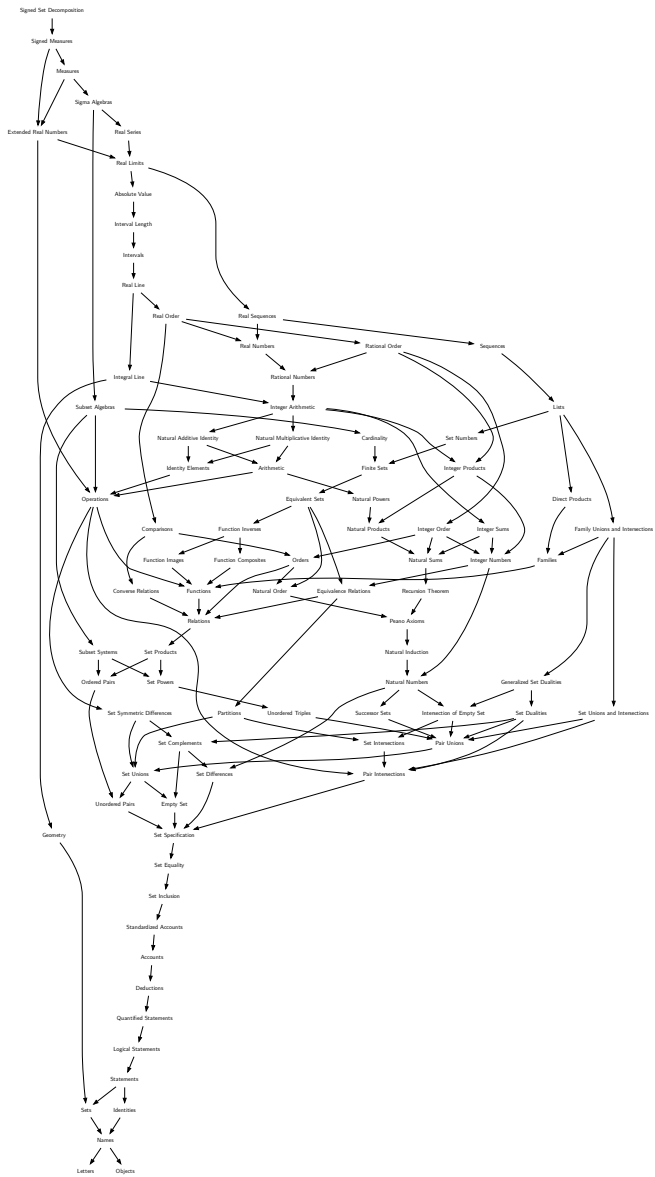 Signed Set Decomposition
Signed Measures
Measures
Sigma Algebras
Extended Real Numbers
Real Series
Real Limits
Absolute Value
Interval Length
Intervals
Real Line
Real Order
Real Sequences
Real Numbers
Rational Order
Sequences
Integral Line
Rational Numbers
Subset Algebras
Integer Arithmetic
Lists
Natural Additive Identity
Natural Multiplicative Identity
Cardinality
Set Numbers
Identity Elements
Arithmetic
Finite Sets
Integer Products
Operations
Equivalent Sets
Natural Powers
Direct Products
Comparisons
Function Inverses
Natural Products
Integer Order
Integer Sums
Family Unions and Intersections
Function Images
Function Composites
Orders
Natural Sums
Integer Numbers
Families
Converse Relations
Functions
Natural Order
Equivalence Relations
Recursion Theorem
Relations
Peano Axioms
Subset Systems
Set Products
Natural Induction
Ordered Pairs
Set Powers
Natural Numbers
Generalized Set Dualities
Set Symmetric Differences
Partitions
Unordered Triples
Successor Sets
Intersection of Empty Set
Set Dualities
Set Unions and Intersections
Set Complements
Set Intersections
Pair Unions
Set Unions
Set Differences
Pair Intersections
Unordered Pairs
Empty Set
Geometry
Set Specification
Set Equality
Set Inclusion
Standardized Accounts
Accounts
Deductions
Quantified Statements
Logical Statements
Statements
Sets
Identities
Names
Letters
Objects